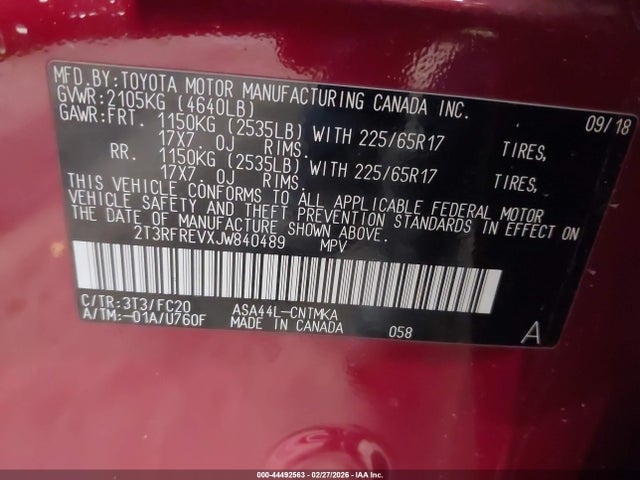 MFD.BY:TOYOTA MOTOR MANUFACTURING CANADA INC.
GVWR:2105KG (4640LB) 09/18
GAWR:FRT. 1150KG (2535LB) WITH 225/65R17 TIRES,
17X7. OJ RIMS.
RR. 1150KG (2535LB) WITH 225/65R17 TIRES,
17X7. OJ RIMS.
THIS VEHICLE CONFORMS TO ALL APPLICABLE FEDERAL MOTOR
VEHICLE SAFETY AND THEFT PREVENTION STANDARDS IN EFFECT ON
THE DATE OF MANUFACTURE SHOWN ABOVE.
2T3RFREVXJW840489 MPV
C/TR:3T3/FC20 ASA44L-CNTMKA
A/TM:-01A/U760F MADE IN CANADA 058 A
000-44492563 - 02/27/2026 - IAA Inc.